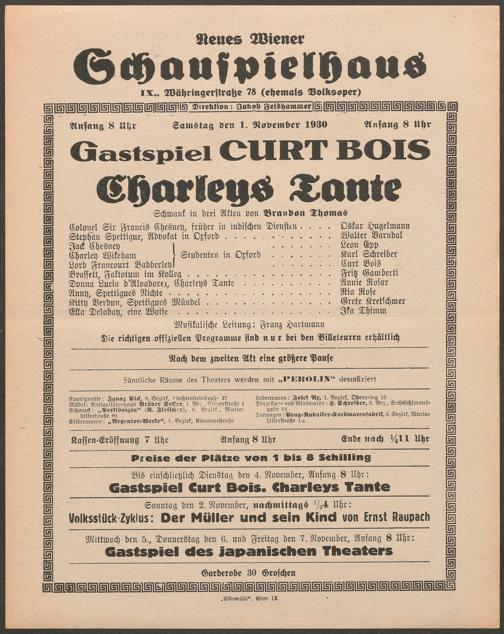 Neues Wiener
Schauspielhaus
IX., Währingerstraße 78 (ehemals Volksoper)
Direktion: Jakob Feldhammer
Anfang 8 Uhr Samstag den 1. November 1930 Anfang 8 Uhr
Gastspiel CURT BOIS
Charleys Tante
Schwank in drei Akten von Brandon Thomas
Colonel Sir Francis Chesney, früher in indischen Diensten . . . . Oskar Hugelmann
Stephan Spettigue, Advokat in Oxford . . . . . . . . . . . Walter Varndal
Jack Chesney Leon Epp
Charley Wikeham } Studenten in Oxford . . . . . . . . Karl Schreiber
Lord Francourt Babberley Curt Bois
Brassett, Faktotum im Kolleg . . . . . . . . . . . . . . Fritz Gamberti
Donna Lucia d'Alvadorez, Charleys Tante . . . . . . . . . . Annie Rosar
Anny, Spettigues Nichte . . . . . . . . . . . . . . . . Ria Rose
Kitty Verdun, Spettigues Mündel . . . . . . . . . . . . . Grete Kretschmer
Ella Delahay, eine Waise . . . . . . . . . . . . . . . . Ika Thimm
Musikalische Leitung: Franz Hartmann
Die richtigen offiziellen Programme sind nur bei den Billeteuren erhältlich
Nach dem zweiten Akt eine größere Pause
Sämtliche Räume des Theaters werden mit „PEROLIN“ desinfiziert
Kassen-Eröffnung 7 Uhr Anfang 8 Uhr Ende nach ¼11 Uhr
Preise der Plätze von 1 bis 8 Schilling
Bis einschließlich Dienstag den 4. November, Anfang 8 Uhr:
Gastspiel Curt Bois. Charleys Tante
Sonntag den 2. November, nachmittags ½4 Uhr:
Volksstück-Zyklus: Der Müller und sein Kind von Ernst Raupach
Mittwoch den 5., Donnerstag den 6. und Freitag den 7. November, Anfang 8 Uhr:
Gastspiel des japanischen Theaters
Garderobe 30 Groschen